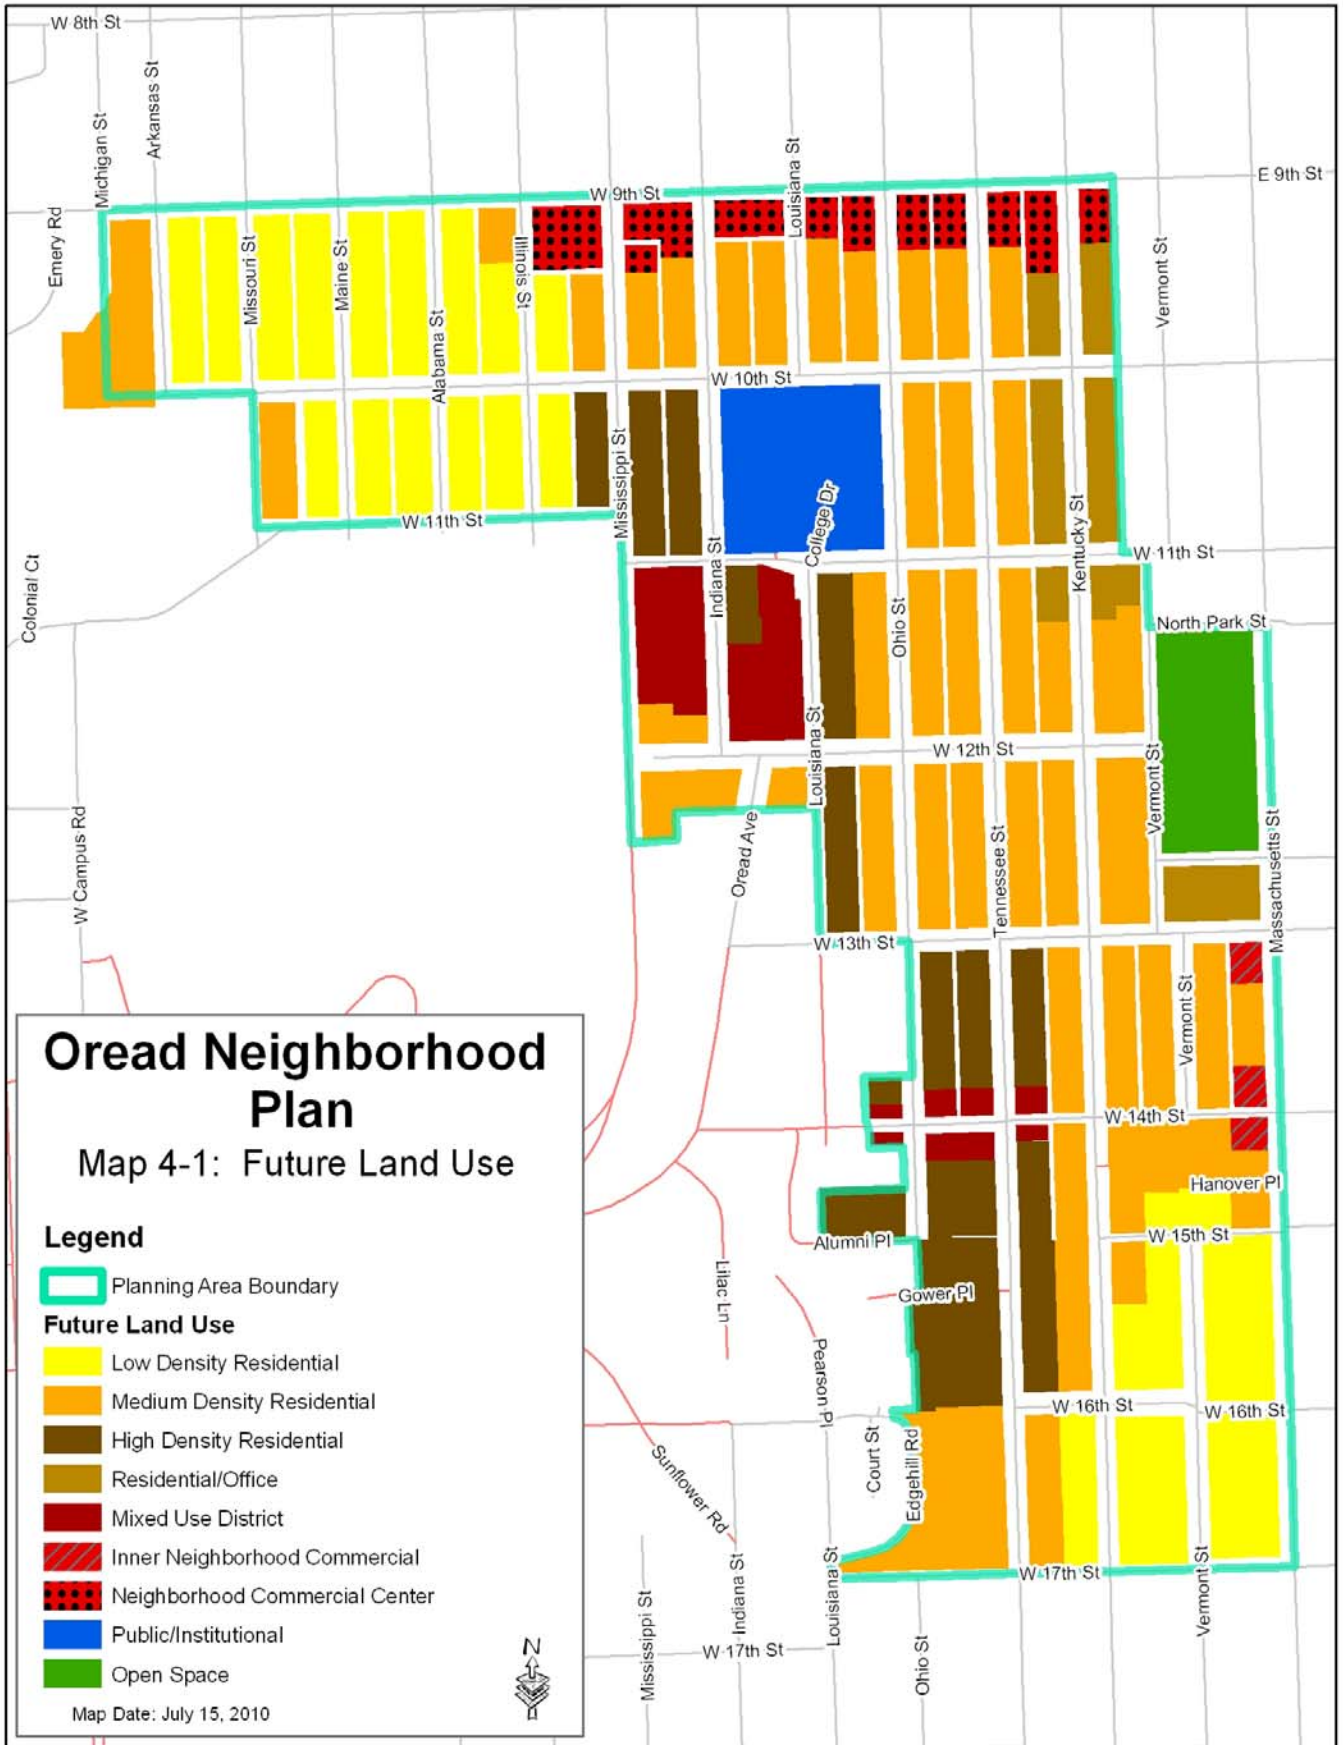 W 8th St
Michigan St
Arkansas St
Louisiana St
E 9th St
W 9th St
Emery Rd
Missouri St
Maine St
Illinois St
Vermont St
Alabama St
W 10th St
Mississippi St
College Dr
W 11th St
Kentucky St
W 11th St
Indiana St
Colonial Ct
Ohio St
North Park St
Louisiana St
W 12th St
Vermont St
W Campus Rd
Oread Ave
Tennessee St
Massachusetts St
W 13th St
Vermont St
W 14th St
Hanover Pl
W 15th St
Alumni Pl
Lilac Ln
Gower Pl
Pearson Pl
W 16th St
W 16th St
Court St
Edgehill Rd
Sunflower Rd
W 17th St
Mississippi St
Indiana St
Louisiana St
Ohio St
Vermont St
W 17th St
Oread Neighborhood
Plan
Map 4-1: Future Land Use
Legend
Planning Area Boundary
Future Land Use
Low Density Residential
Medium Density Residential
High Density Residential
Residential/Office
Mixed Use District
Inner Neighborhood Commercial
Neighborhood Commercial Center
Public/Institutional
Open Space
Map Date: July 15, 2010
N